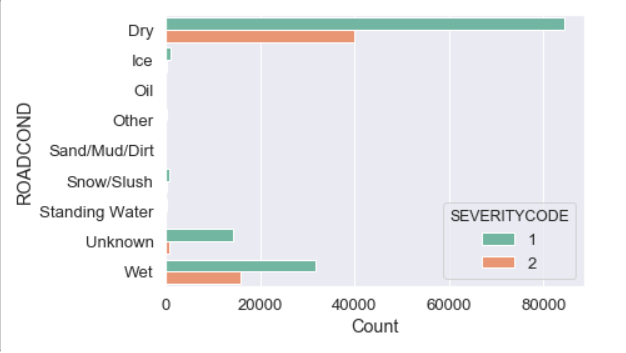 ROADCOND
Dry
Ice
Oil
Other
Sand/Mud/Dirt
Snow/Slush
Standing Water
Unknown
Wet
SEVERITYCODE
1
2
0 20000 40000 60000 80000
Count